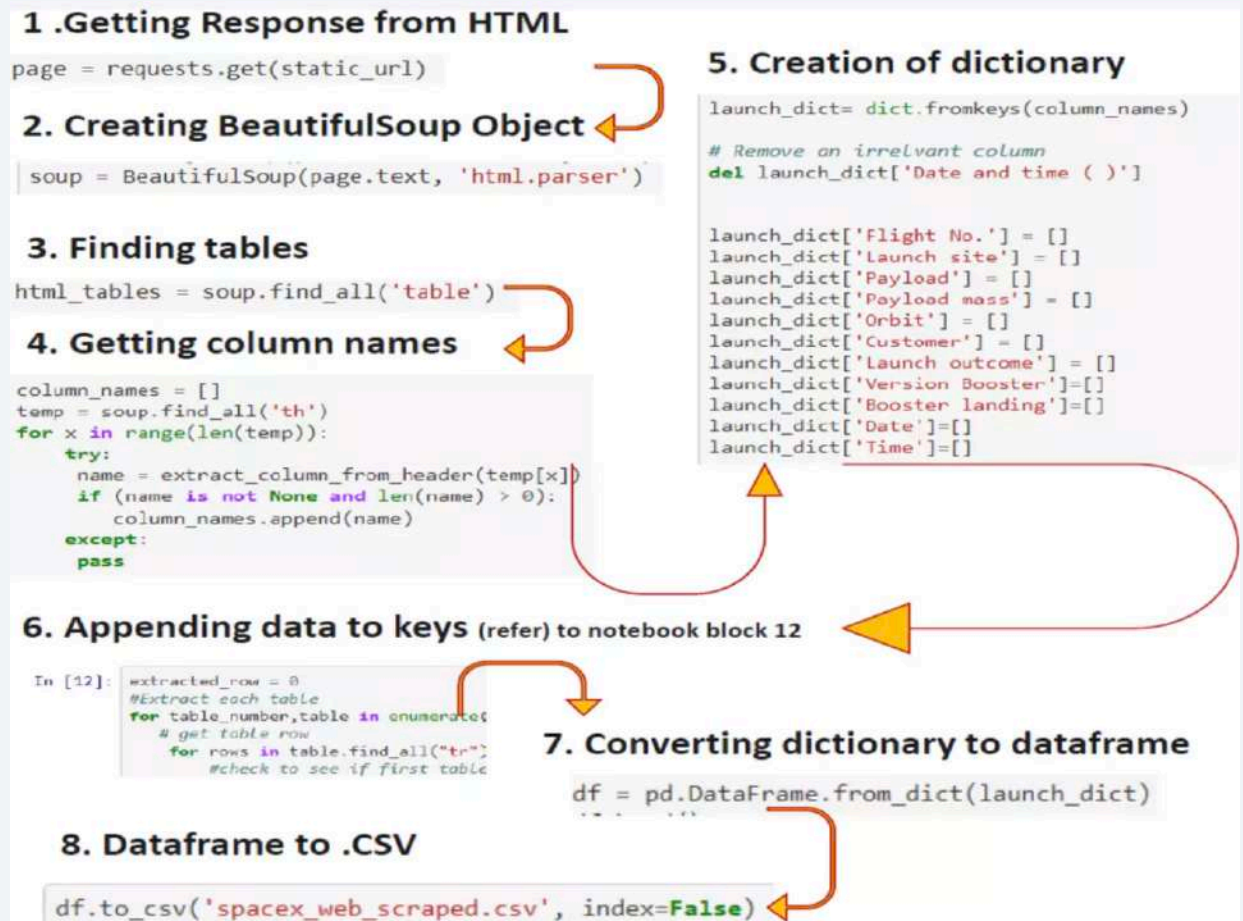 1 .Getting Response from HTML
page = requests.get(static_url)
2. Creating BeautifulSoup Object
soup = BeautifulSoup(page.text, 'html.parser')
3. Finding tables
html_tables = soup.find_all('table')
4. Getting column names
column_names = []
temp = soup.find_all('th')
for x in range(len(temp)):
try:
name = extract_column_from_header(temp[x])
if (name is not None and len(name) > 0):
column_names.append(name)
except:
pass
5. Creation of dictionary
launch_dict= dict.fromkeys(column_names)
# Remove an irrelvant column
del launch_dict['Date and time ( )']
launch_dict['Flight No.'] = []
launch_dict['Launch site'] = []
launch_dict['Payload'] = []
launch_dict['Payload mass'] = []
launch_dict['Orbit'] = []
launch_dict['Customer'] = []
launch_dict['Launch outcome'] = []
launch_dict['Version Booster']=[]
launch_dict['Booster landing']=[]
launch_dict['Date']=[]
launch_dict['Time']=[]
6. Appending data to keys (refer) to notebook block 12
In [12]: extracted_row = 0
#Extract each table
for table_number,table in enumerate(
# get table row
for rows in table.find_all("tr")
#check to see if first table
7. Converting dictionary to dataframe
df = pd.DataFrame.from_dict(launch_dict)
8. Dataframe to .CSV
df.to_csv('spacex_web_scraped.csv', index=False)